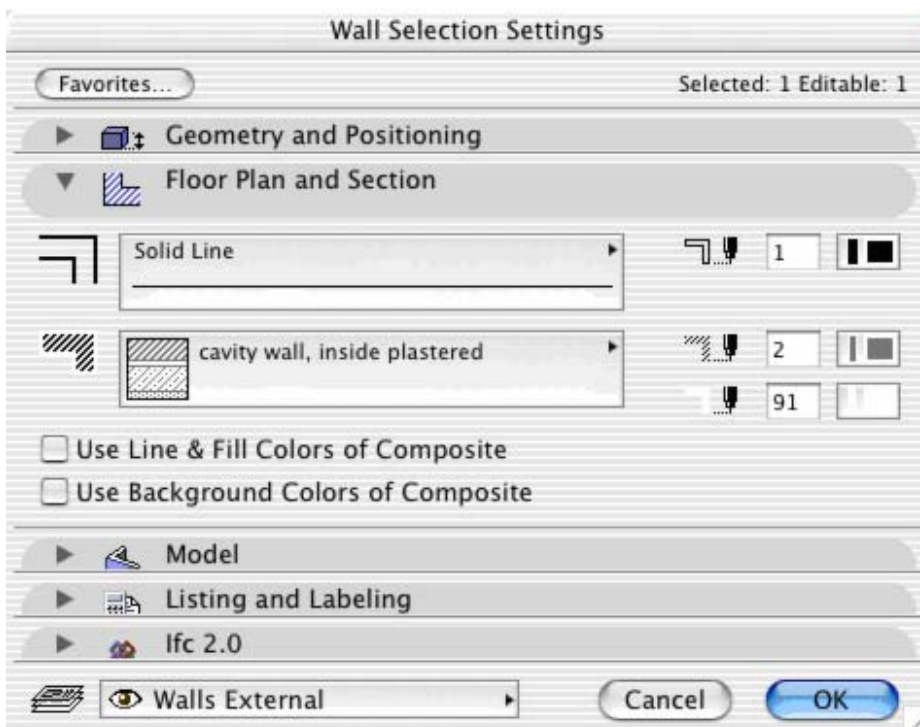 Wall Selection Settings
Favorites...
Selected: 1 Editable: 1
Geometry and Positioning
Floor Plan and Section
Solid Line
1
cavity wall, inside plastered
2
91
Use Line & Fill Colors of Composite
Use Background Colors of Composite
Model
Listing and Labeling
Ifc 2.0
Walls External
Cancel
OK